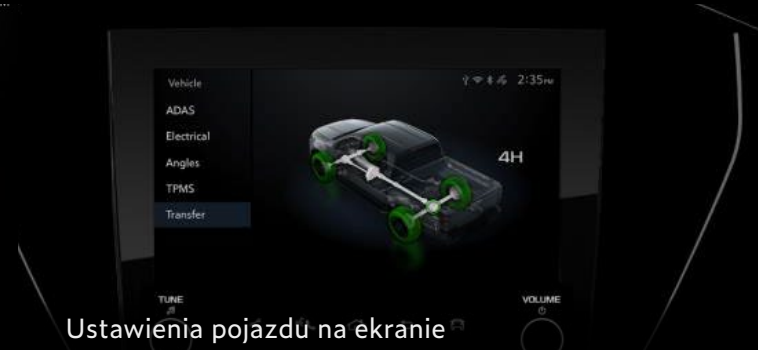 Vehicle
2:35PM
ADAS
Electrical
Angles
4H
TPMS
Transfer
TUNE
VOLUME
Ustawienia pojazdu na ekranie